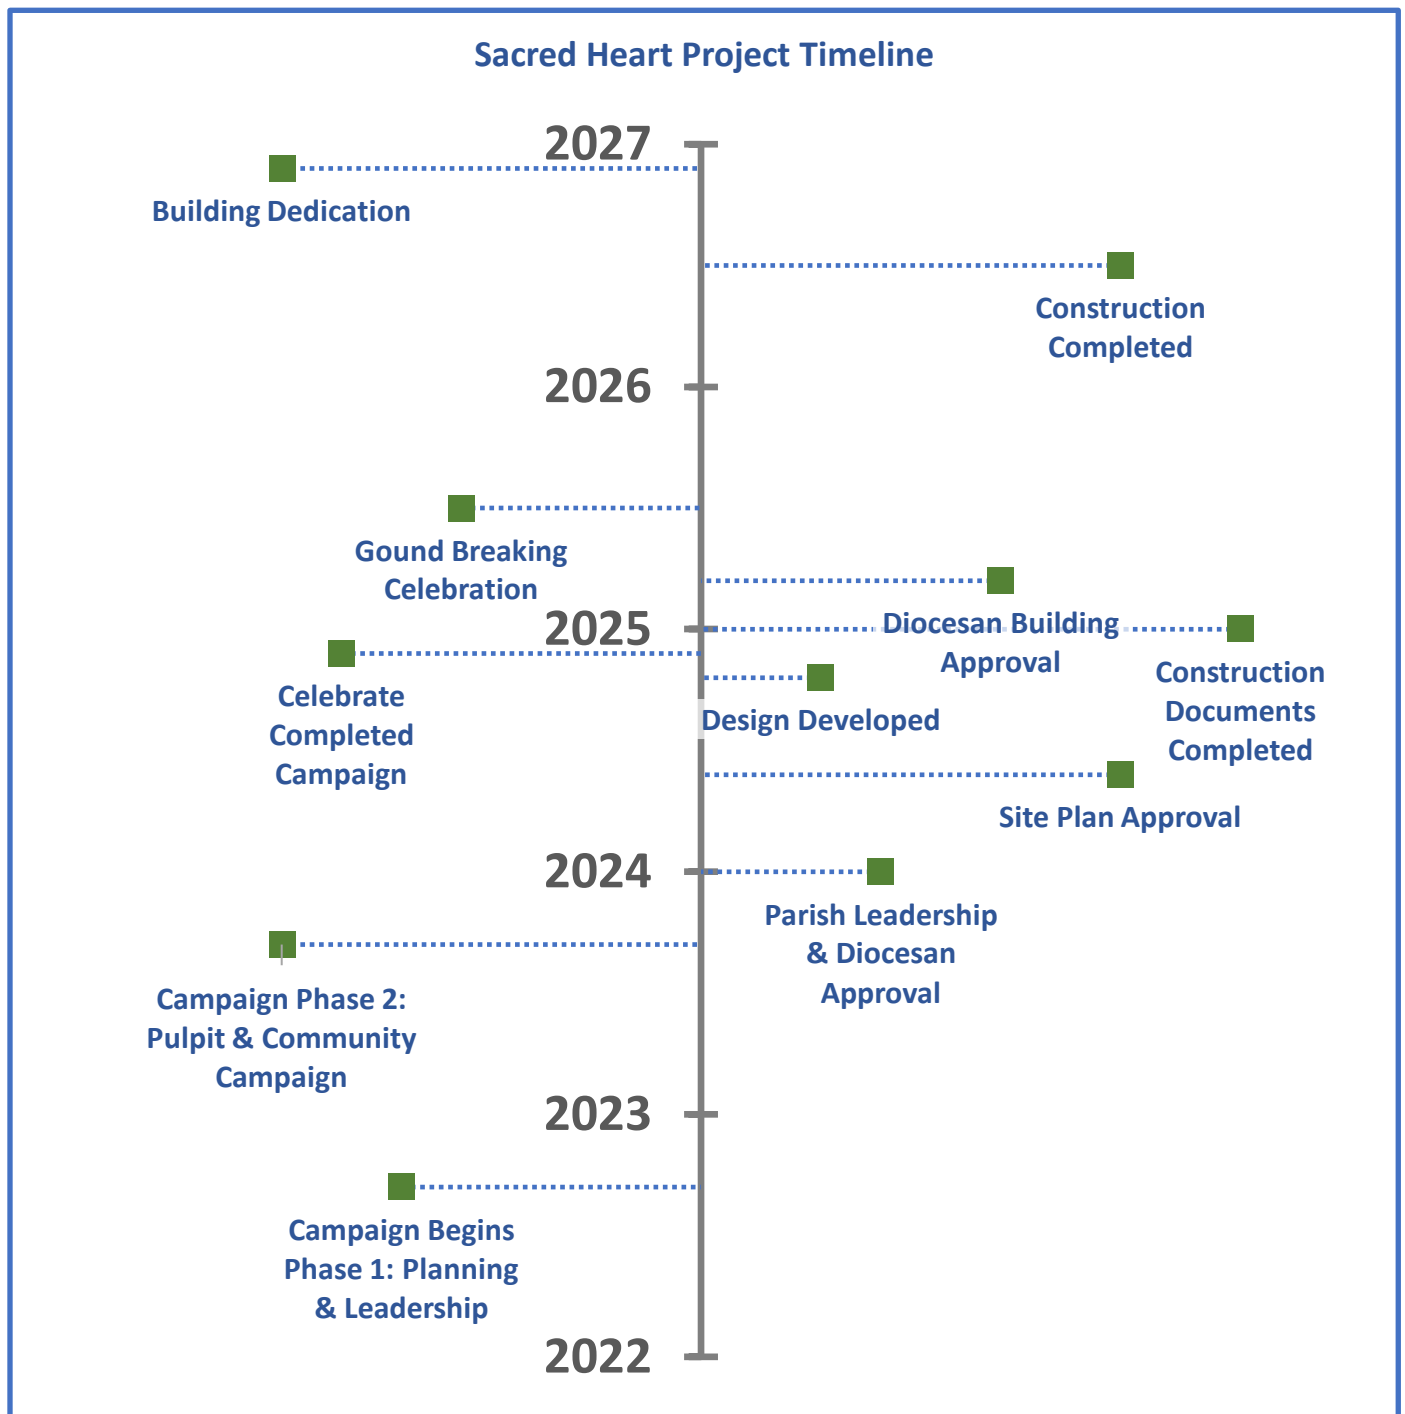 Sacred Heart Project Timeline
2027
Building Dedication
Construction
Completed
2026
Gound Breaking
Celebration
2025
Diocesan Building
Approval
Construction
Documents
Completed
Celebrate
Completed
Campaign
Design Developed
Site Plan Approval
2024
Parish Leadership
& Diocesan
Approval
Campaign Phase 2:
Pulpit & Community
Campaign
2023
Campaign Begins
Phase 1: Planning
& Leadership
2022